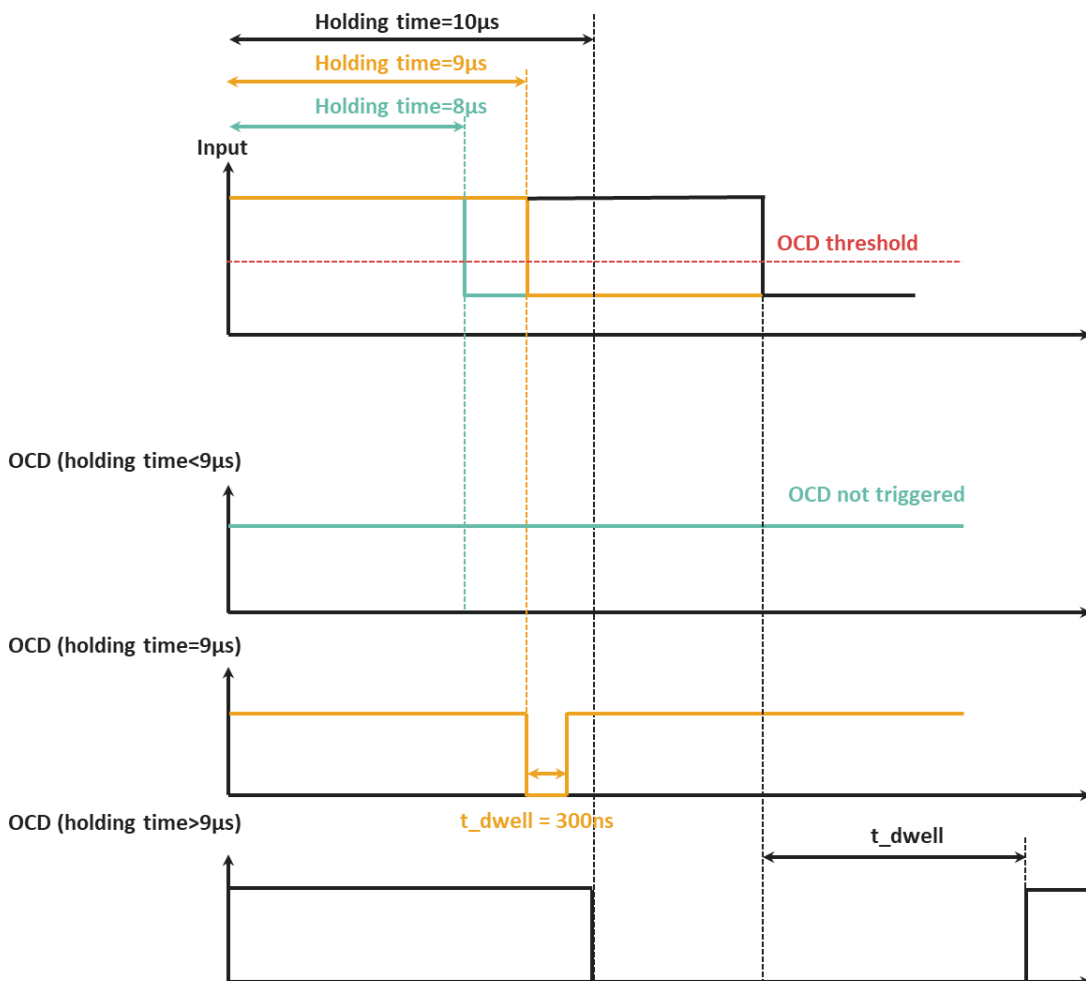 Holding time=10μs
Holding time=9μs
Holding time=8μs
Input
OCD threshold
OCD (holding time<9μs)
OCD not triggered
OCD (holding time=9μs)
t_dwell = 300ns
OCD (holding time>9μs)
t_dwell